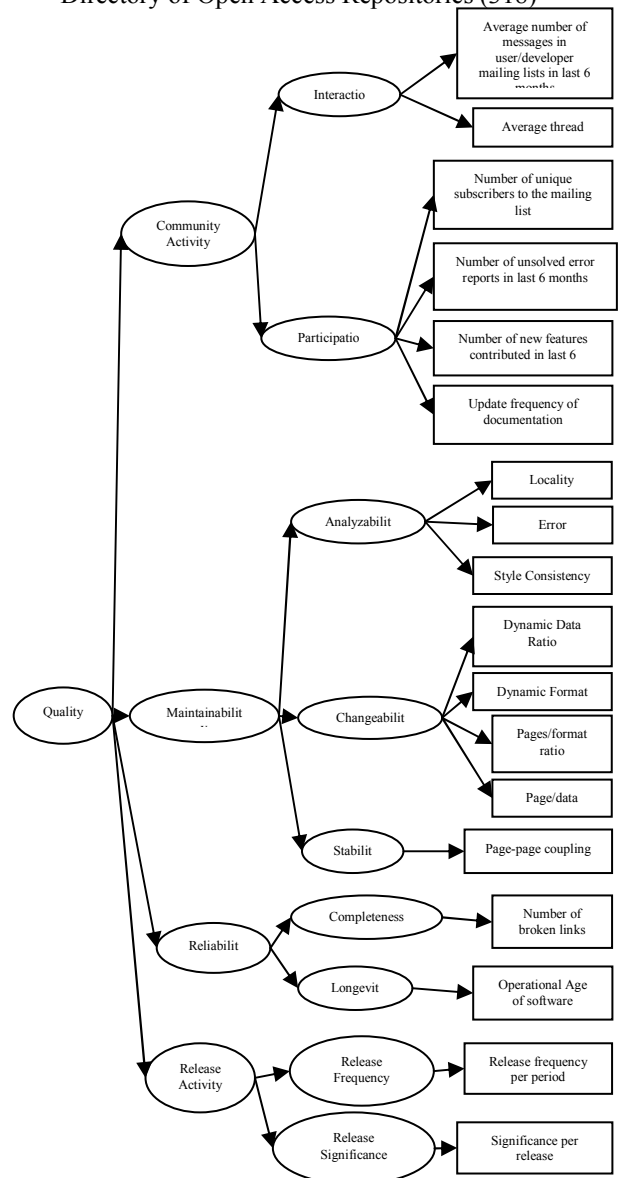 Directory of Open Access Repositories (318)
Average number of
messages in
user/developer
mailing lists in last 6
months
Interactio
Average thread
Number of unique
subscribers to the mailing
list
Community
Activity
Number of unsolved error
reports in last 6 months
Participatio
Number of new features
contributed in last 6
Update frequency of
documentation
Locality
Analyzabilit
Error
Style Consistency
Dynamic Data
Ratio
Dynamic Format
Quality
Maintainabilit
Changeabilit
Pages/format
ratio
Page/data
Stabilit
Page-page coupling
Completeness
Number of
broken links
Reliabilit
Longevit
Operational Age
of software
Release
Activity
Release
Frequency
Release frequency
per period
Release
Significance
Significance per
release